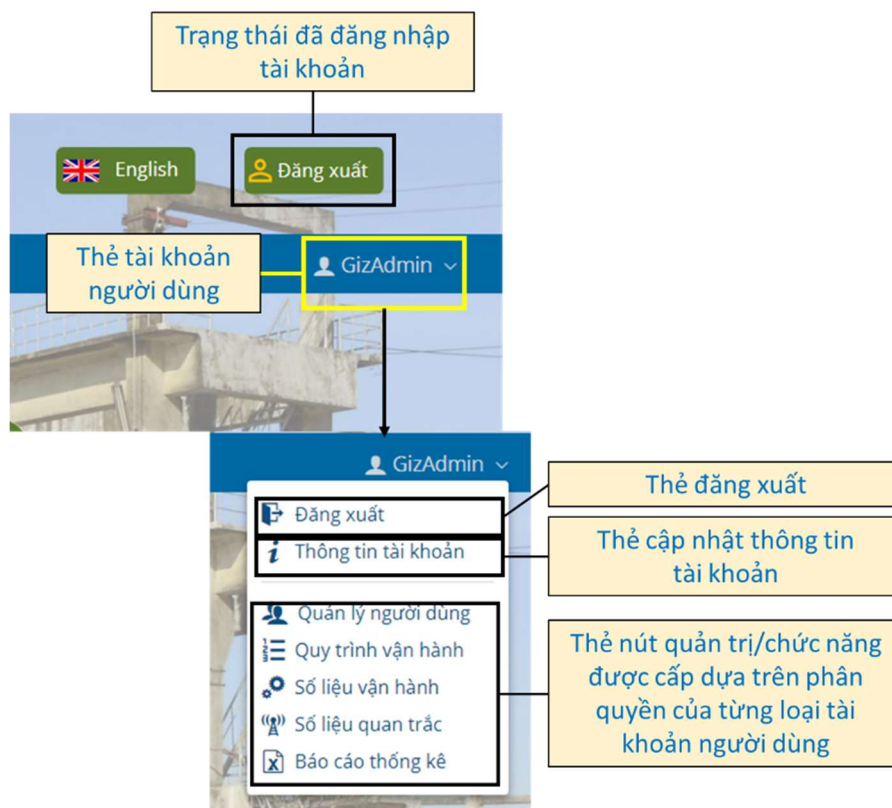 Trạng thái đã đăng nhập
tài khoản
English
Đăng xuất
Thẻ tài khoản
người dùng
GizAdmin
GizAdmin
Đăng xuất
Thẻ đăng xuất
Thông tin tài khoản
Thẻ cập nhật thông tin
tài khoản
Quản lý người dùng
Quy trình vận hành
Số liệu vận hành
Số liệu quan trắc
Báo cáo thống kê
Thẻ nút quản trị/chức năng
được cấp dựa trên phân
quyền của từng loại tài
khoản người dùng